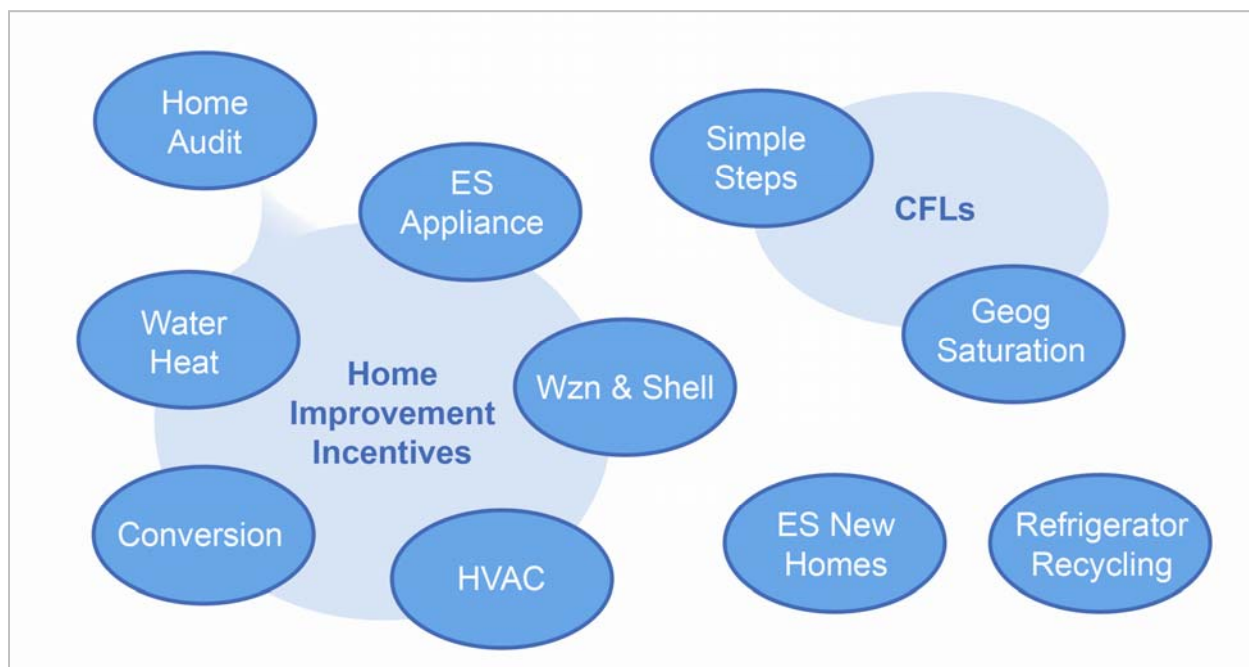 Home
Audit
ES
Appliance
Water
Heat
Home
Improvement
Incentives
Wzn & Shell
Conversion
HVAC
Simple
Steps
CFLs
Geog
Saturation
ES New
Homes
Refrigerator
Recycling